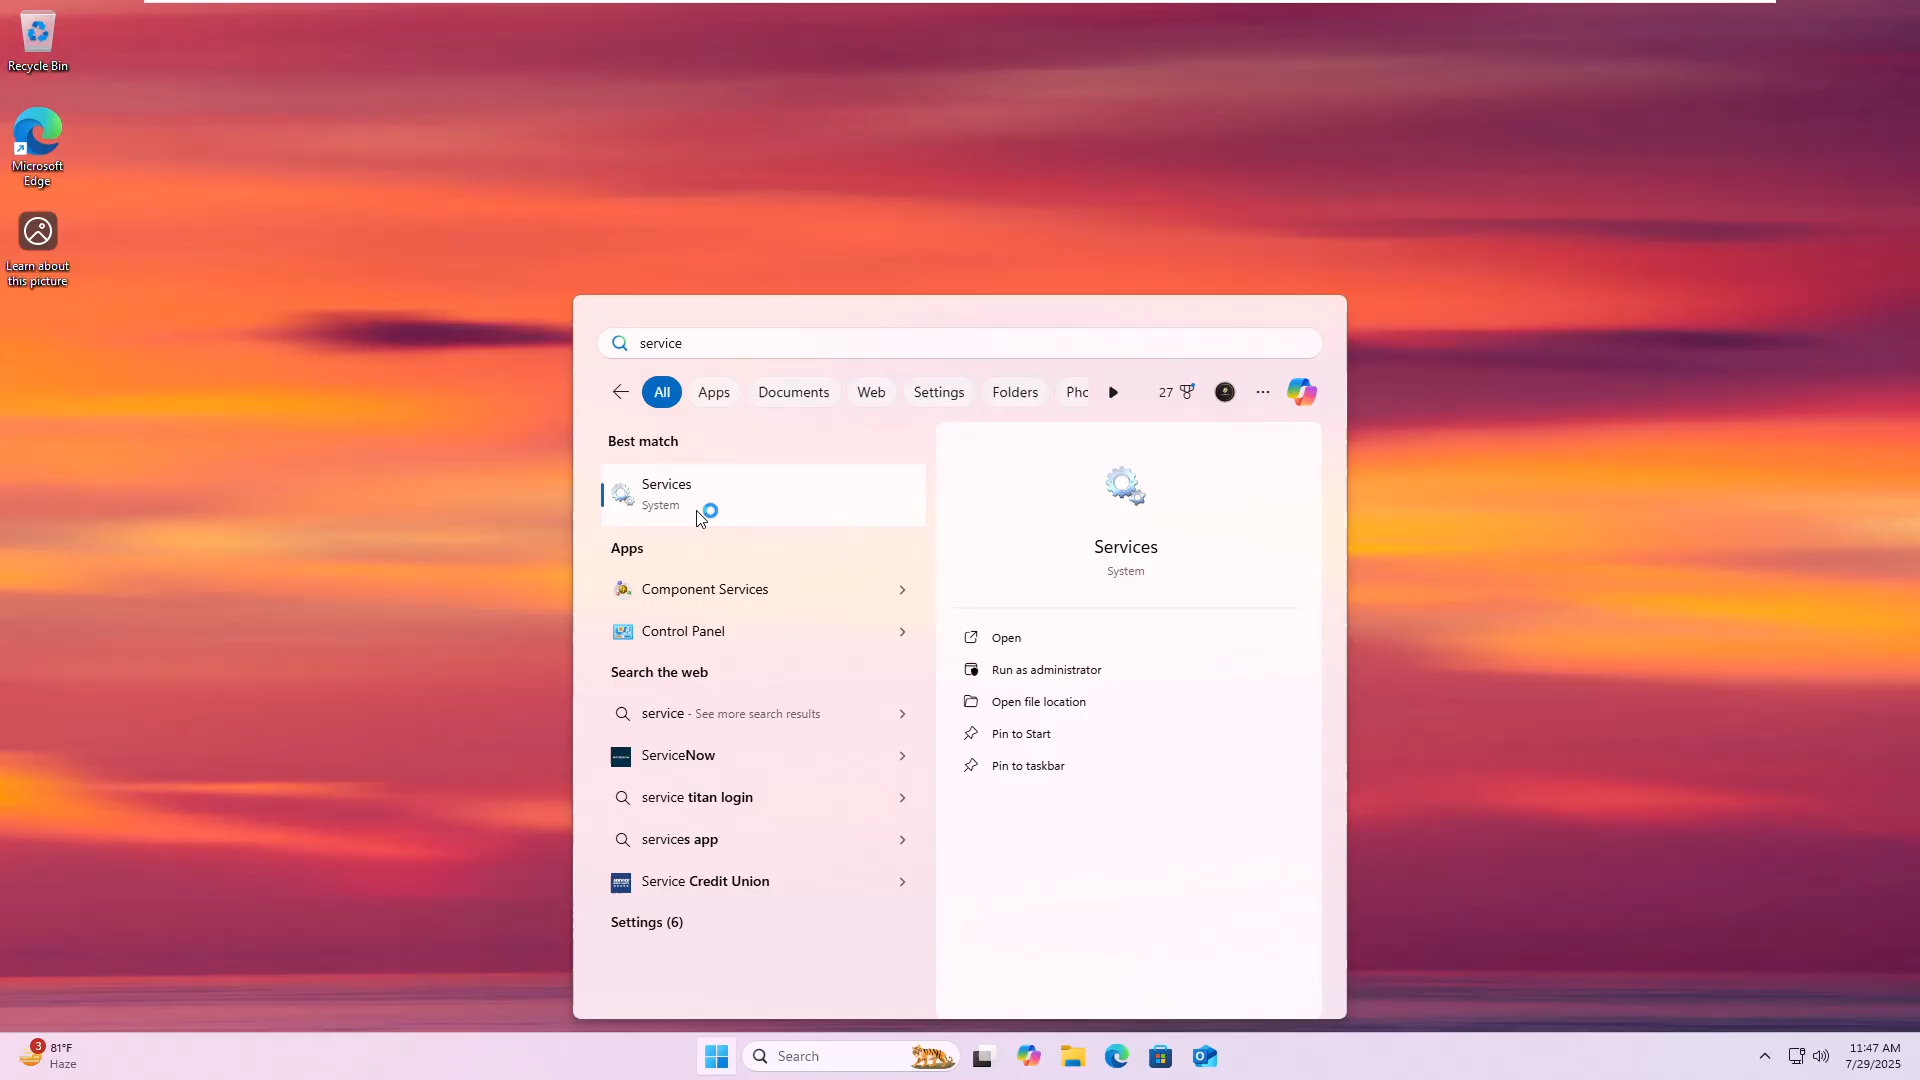 Recycle Bin
Microsoft
Edge
Learn about
this picture
service
All
Apps
Documents
Web
Settings
Folders
Pho
27
Best match
Services
System
Apps
Component Services
Control Panel
Search the web
service - See more search results
ServiceNow
service titan login
services app
Service Credit Union
Settings (6)
Services
System
Open
Run as administrator
Open file location
Pin to Start
Pin to taskbar
3
81°F
Haze
Search
11:47 AM
7/29/2025